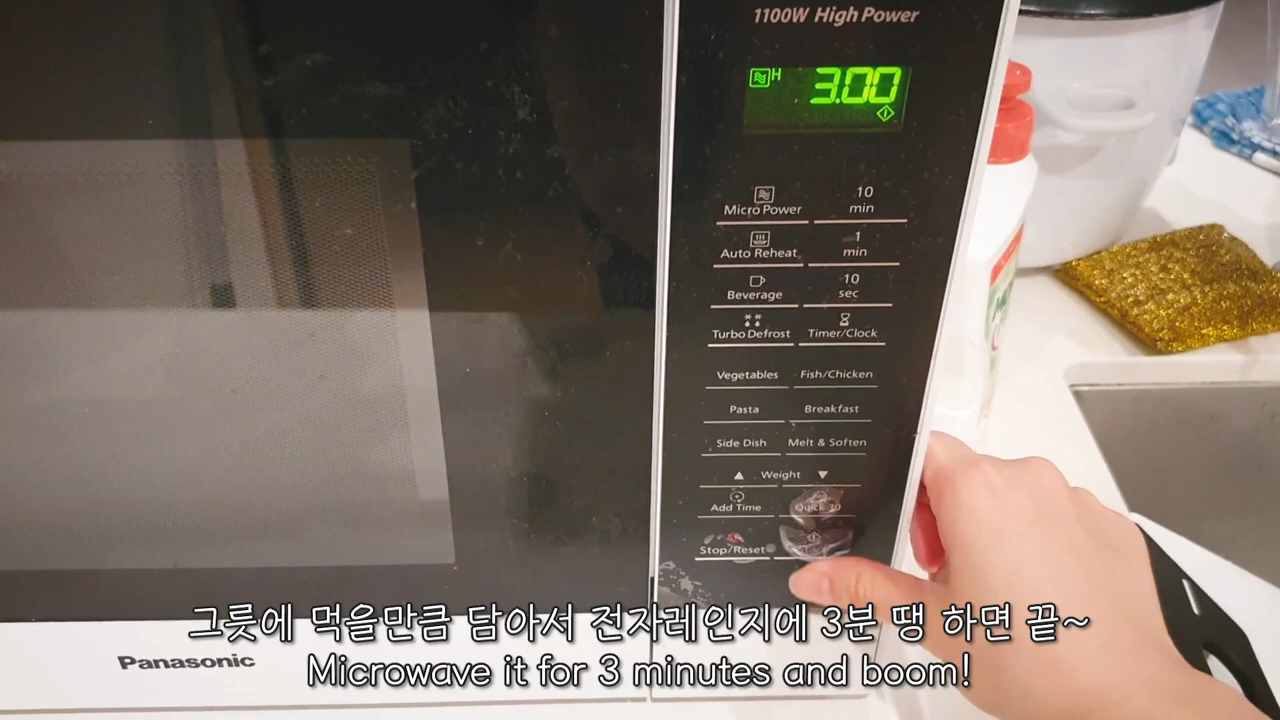 1100W High Power
H 3.00
Micro Power
10 min
Auto Reheat
1 min
Beverage
10 sec
Turbo Defrost
Timer/Clock
Vegetables
Fish/Chicken
Pasta
Breakfast
Side Dish
Melt & Soften
Weight
Add Time
Quick 30
Stop/Reset
그릇에 먹을만큼 담아서 전자레인지에 3분 땡 하면 끝~
Microwave it for 3 minutes and boom!
Panasonic